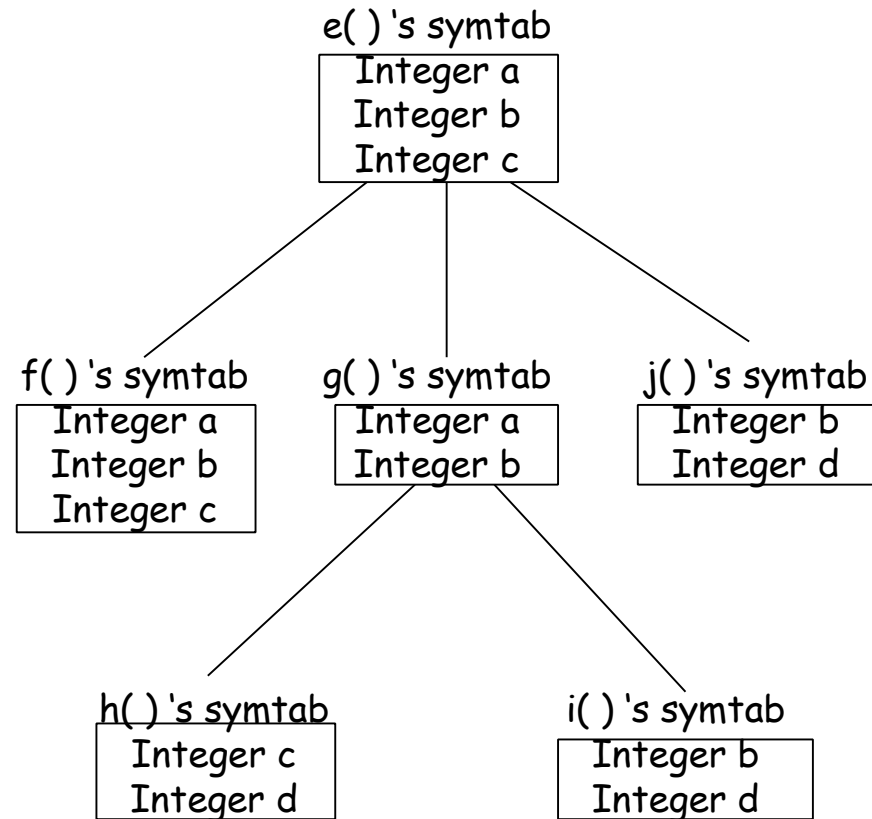 e( ) ‘s symtab
Integer a
Integer b
Integer c
f( ) ‘s symtab
Integer a
Integer b
Integer c
g( ) ‘s symtab
Integer a
Integer b
j( ) ‘s symtab
Integer b
Integer d
h( ) ‘s symtab
Integer c
Integer d
i( ) ‘s symtab
Integer b
Integer d